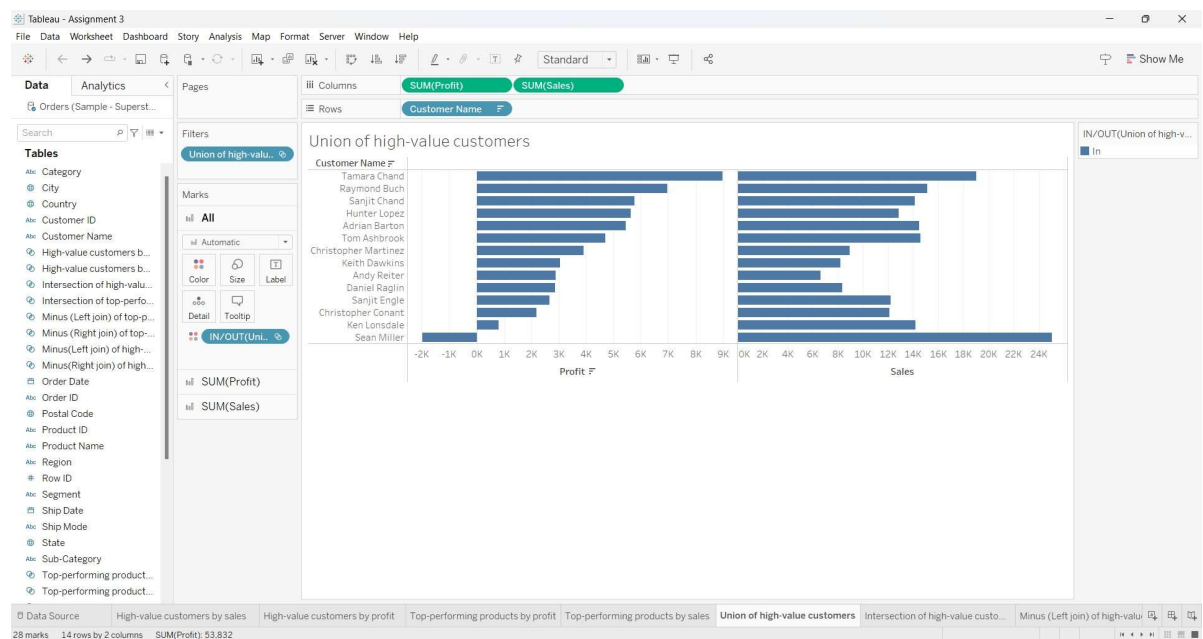 Tableau - Assignment 3
File Data Worksheet Dashboard Story Analysis Map Format Server Window Help
Standard
Show Me
Data Analytics
Pages
Columns SUM(Profit) SUM(Sales)
Orders (Sample - Superst...
Rows Customer Name
Search
Tables
Abc Category
City
Country
Abc Customer ID
Abc Customer Name
High-value customers b...
High-value customers b...
Intersection of high-valu...
Intersection of top-perfo...
Minus (Left join) of top-p...
Minus (Right join) of top-...
Minus(Left join) of high-...
Minus(Right join) of high...
Order Date
Abc Order ID
Postal Code
Abc Product ID
Abc Product Name
Abc Region
# Row ID
Abc Segment
Ship Date
Abc Ship Mode
State
Abc Sub-Category
Top-performing product...
Top-performing product...
Filters
Union of high-valu..
Marks
All
Automatic
Color Size Label
Detail Tooltip
IN/OUT(Uni..
SUM(Profit)
SUM(Sales)
Union of high-value customers
Customer Name
Tamara Chand
Raymond Buch
Sanjit Chand
Hunter Lopez
Adrian Barton
Tom Ashbrook
Christopher Martinez
Keith Dawkins
Andy Reiter
Daniel Raglin
Sanjit Engle
Christopher Conant
Ken Lonsdale
Sean Miller
-2K -1K 0K 1K 2K 3K 4K 5K 6K 7K 8K 9K 0K 2K 4K 6K 8K 10K 12K 14K 16K 18K 20K 22K 24K
Profit Sales
IN/OUT(Union of high-v...
In
Data Source High-value customers by sales High-value customers by profit Top-performing products by profit Top-performing products by sales Union of high-value customers Intersection of high-value custo... Minus (Left join) of high-valu
28 marks 14 rows by 2 columns SUM(Profit): 53,832